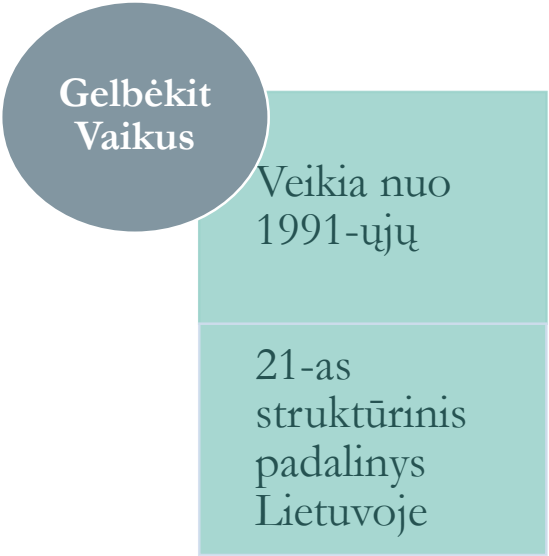 Gelbėkit
Vaikus
Veikia nuo
1991-ųjų
21-as
struktūrinis
padalinys
Lietuvoje